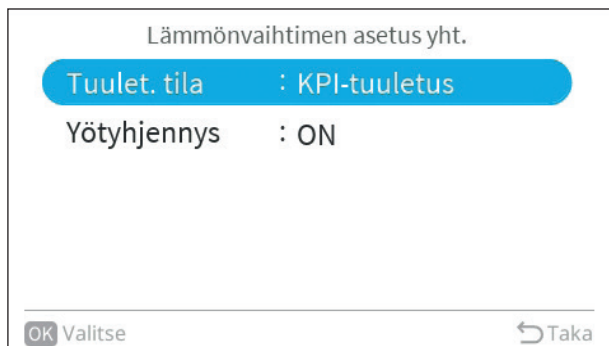 Lämmönvaihtimen asetus yht.
Tuulet. tila : KPI-tuuletus
Yötyhjennys : ON
OK Valitse Taka